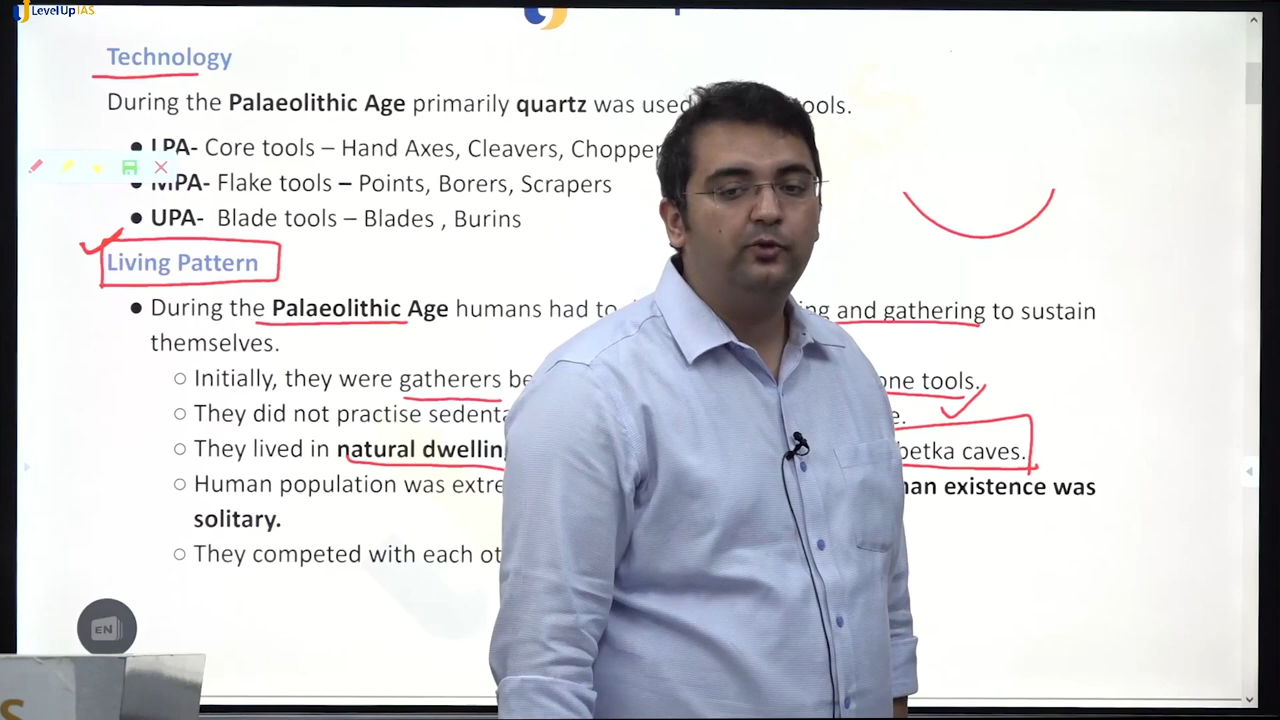 LevelUp IAS
Technology
During the Palaeolithic Age primarily quartz was used ools.
LPA- Core tools – Hand Axes, Cleavers, Chopper
MPA- Flake tools – Points, Borers, Scrapers
UPA- Blade tools – Blades , Burins
Living Pattern
During the Palaeolithic Age humans had to ng and gathering to sustain
themselves.
Initially, they were gatherers be one tools.
They did not practise sedenta e.
They lived in natural dwellin betka caves.
Human population was extre an existence was
solitary.
They competed with each ot
EN
S